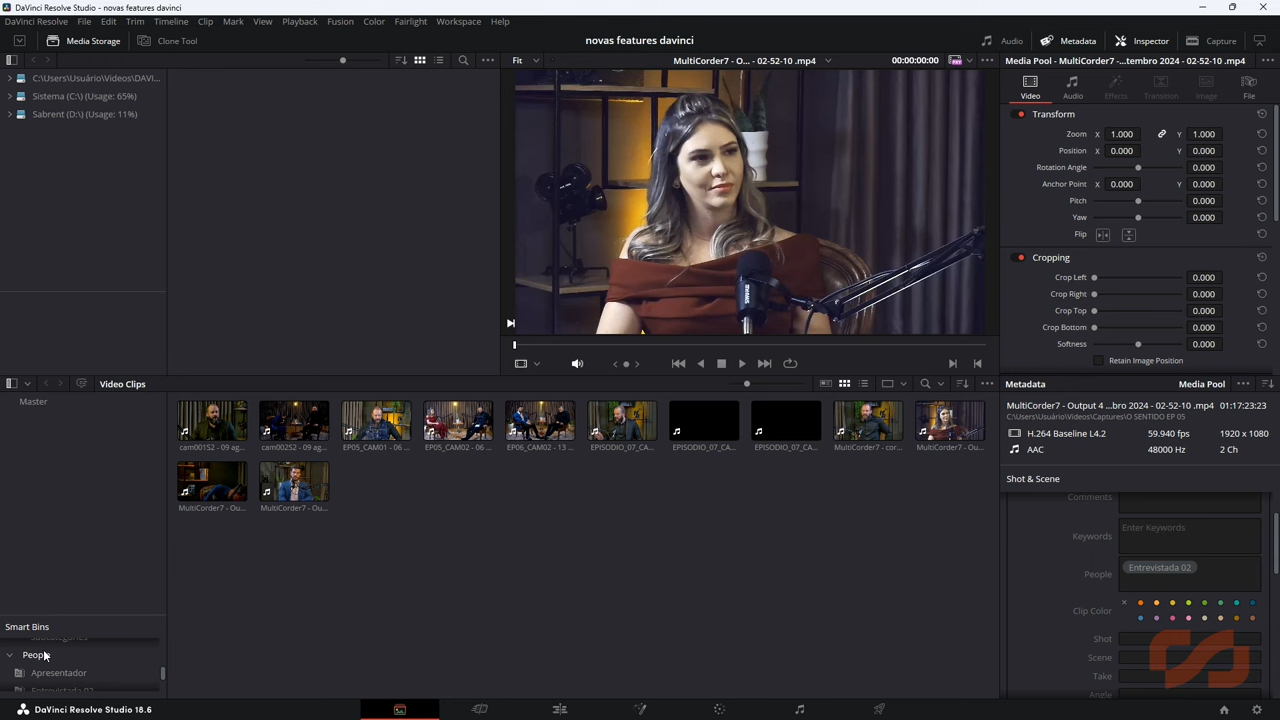 DaVinci Resolve Studio - novas features davinci
DaVinci Resolve File Edit Trim Timeline Clip Mark View Playback Fusion Color Fairlight Workspace Help
Media Storage Clone Tool novas features davinci Audio Metadata Inspector Capture
Fit MultiCorder7 - O... - 02-52-10 .mp4 00:00:00:00 Media Pool - MultiCorder7 -...tembro 2024 - 02-52-10 .mp4
C:\Users\Usuário\Videos\DAVI...
Sistema (C:\) (Usage: 65%)
Sabrent (D:\) (Usage: 11%)
Video Audio Effects Transition Image File
Transform
Zoom X 1.000 Y 1.000
Position X 0.000 Y 0.000
Rotation Angle 0.000
Anchor Point X 0.000 Y 0.000
Pitch 0.000
Yaw 0.000
Flip
Cropping
Crop Left 0.000
Crop Right 0.000
Crop Top 0.000
Crop Bottom 0.000
Softness 0.000
Retain Image Position
Video Clips
Master
cam001S2 - 09 ag... cam002S2 - 09 ag... EP05_CAM01 - 06 ... EP05_CAM02 - 06 ... EP06_CAM02 - 13 ... EPISODIO_07_CA... EPISODIO_07_CA... EPISODIO_07_CA... MultiCorder7 - cor... MultiCorder7 - Ou...
MultiCorder7 - Ou... MultiCorder7 - Ou...
Smart Bins
People
Apresentador
Entrevistada 02
Metadata Media Pool
MultiCorder7 - Output 4 ...bro 2024 - 02-52-10 .mp4 01:17:23:23
C:\Users\Usuário\Videos\Captures\O SENTIDO EP 05
H.264 Baseline L4.2 59.940 fps 1920 x 1080
AAC 48000 Hz 2 Ch
Shot & Scene
Comments
Keywords Enter Keywords
People Entrevistada 02
Clip Color
Shot
Scene
Take
Angle
DaVinci Resolve Studio 18.6